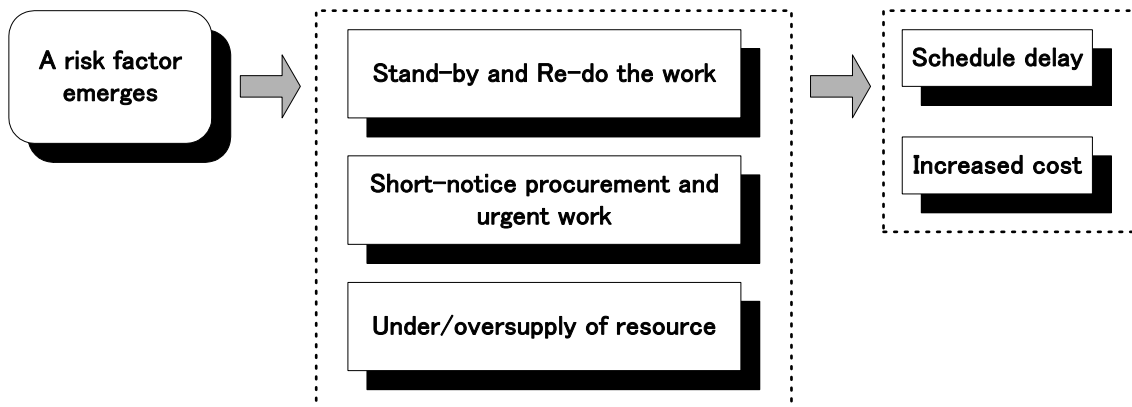 A risk factor
emerges
Stand-by and Re-do the work
Short-notice procurement and
urgent work
Under/oversupply of resource
Schedule delay
Increased cost